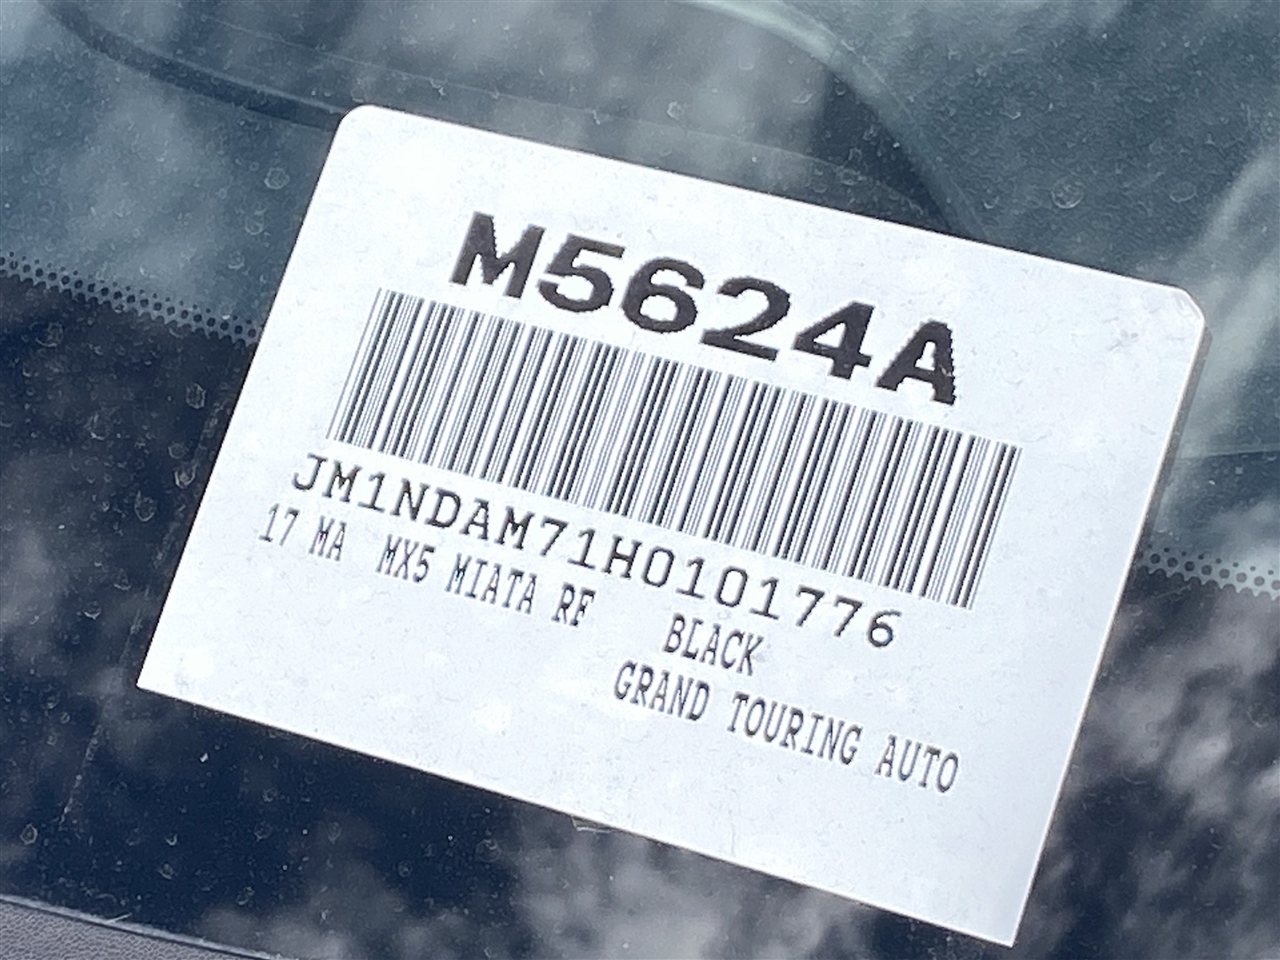 M5624A
JM1NDAM71H0101776
17 MA MX5 MIATA RF
BLACK
GRAND TOURING AUTO